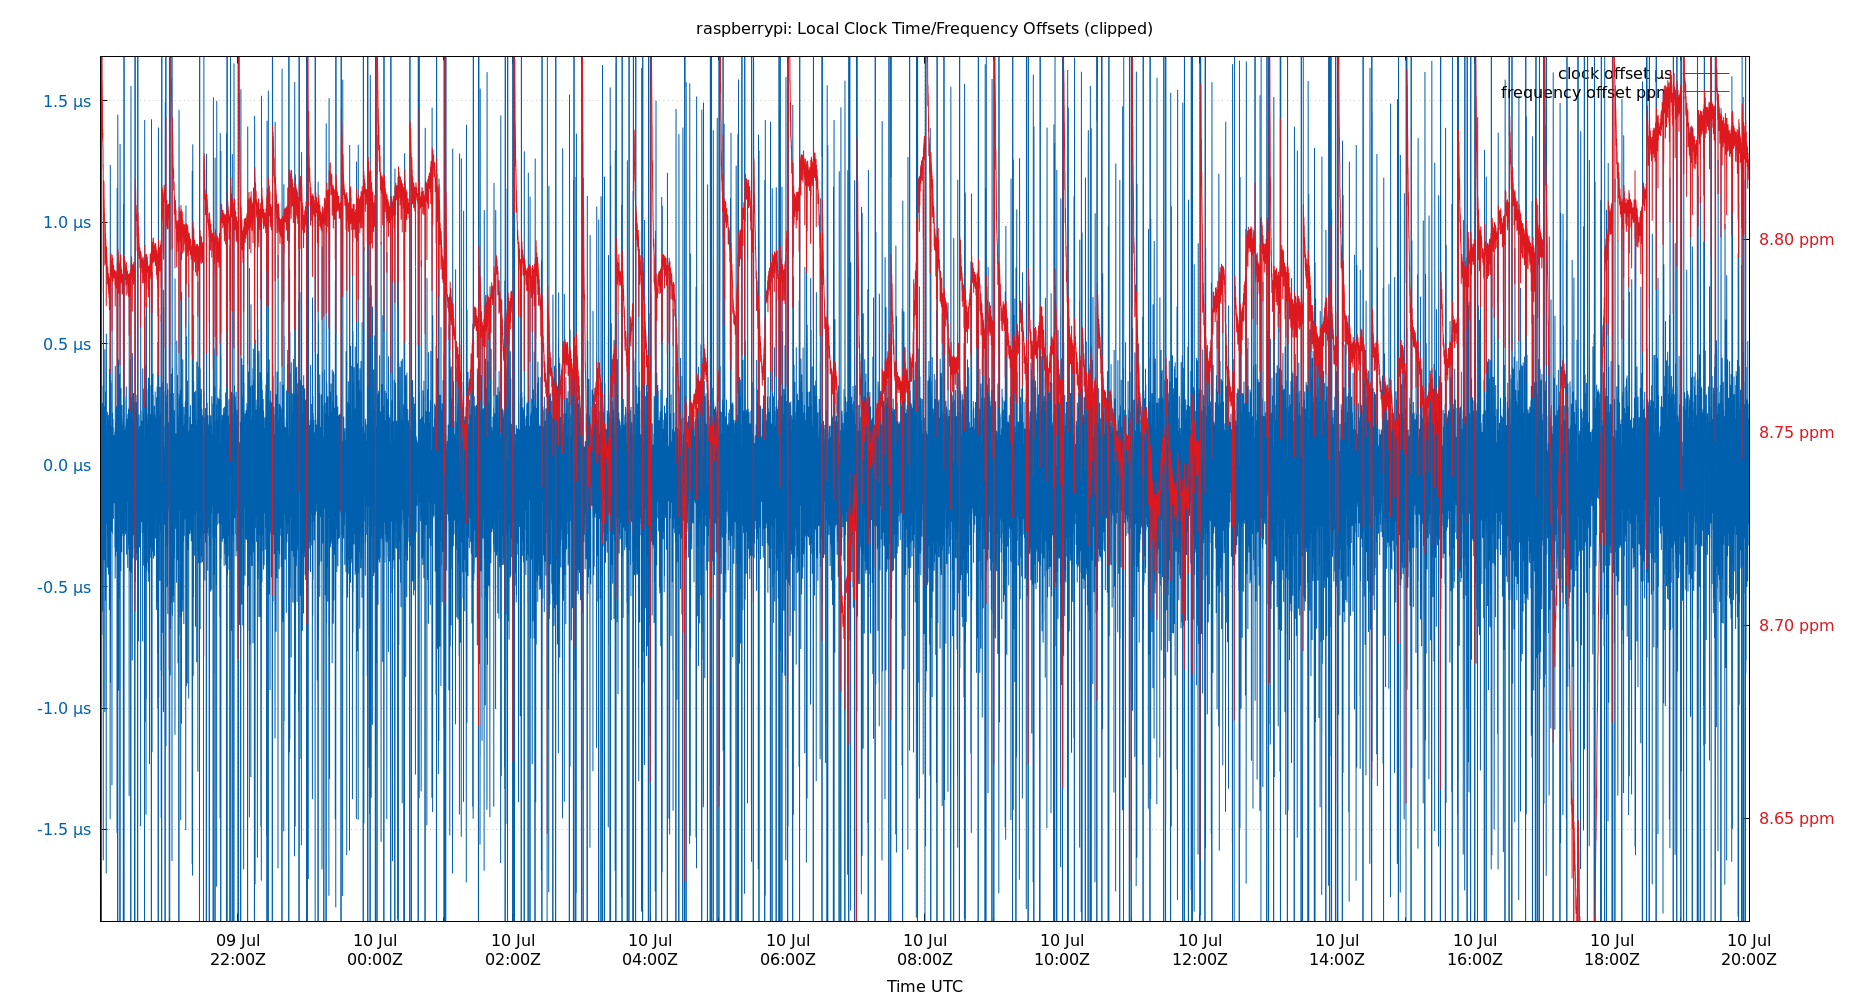 raspberrypi: Local Clock Time/Frequency Offsets (clipped)
clock offset µs
frequency offset ppm
1.5 µs
1.0 µs
0.5 µs
0.0 µs
-0.5 µs
-1.0 µs
-1.5 µs
8.80 ppm
8.75 ppm
8.70 ppm
8.65 ppm
09 Jul 10 Jul 10 Jul 10 Jul 10 Jul 10 Jul 10 Jul 10 Jul 10 Jul 10 Jul 10 Jul 10 Jul
22:00Z 00:00Z 02:00Z 04:00Z 06:00Z 08:00Z 10:00Z 12:00Z 14:00Z 16:00Z 18:00Z 20:00Z
Time UTC